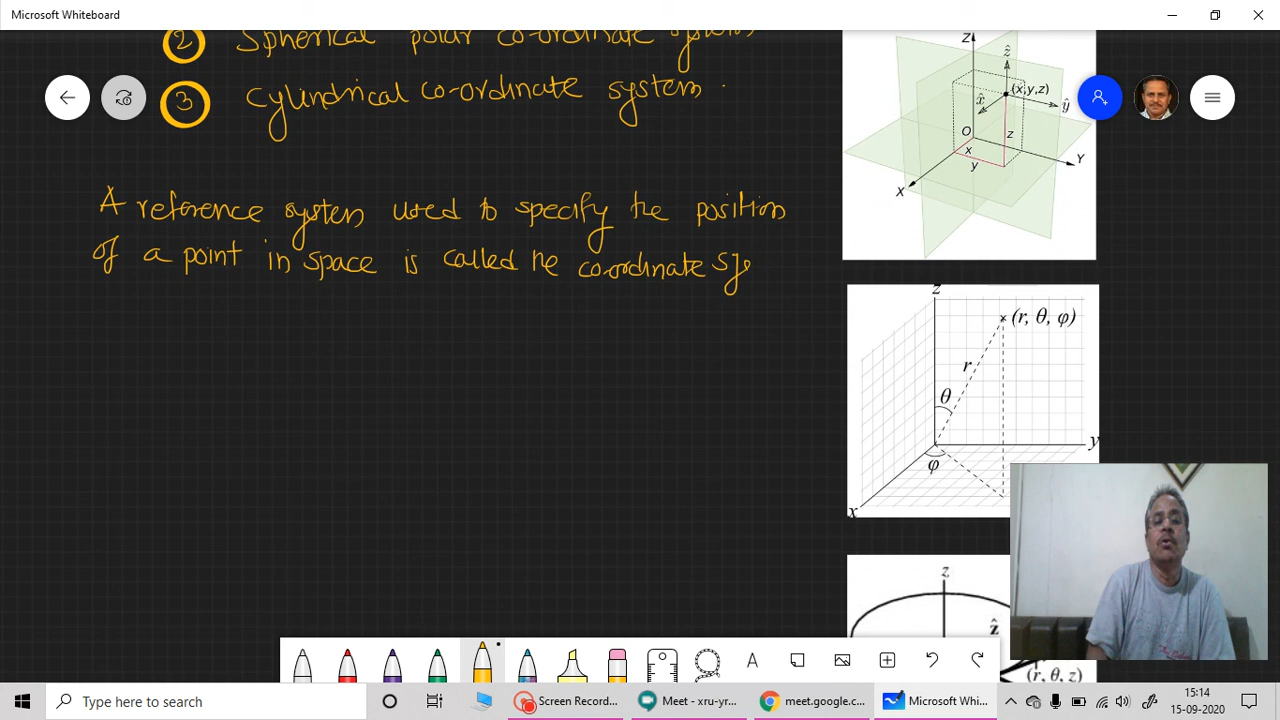 Microsoft Whiteboard
2 Spherical polar co-ordinate system
3 Cylindrical co-ordinate system.
A reference system used to specify the position
of a point in space is called the co-ordinate sys
Z
ẑ
(x,y,z)
x̂
ŷ
O
x
z
y
Y
X
z
(r, θ, φ)
r
θ
y
φ
x
z
ẑ
(r, θ, z)
Type here to search
Screen Record...
Meet - xru-yr...
meet.google.c...
Microsoft Whi...
15:14
15-09-2020